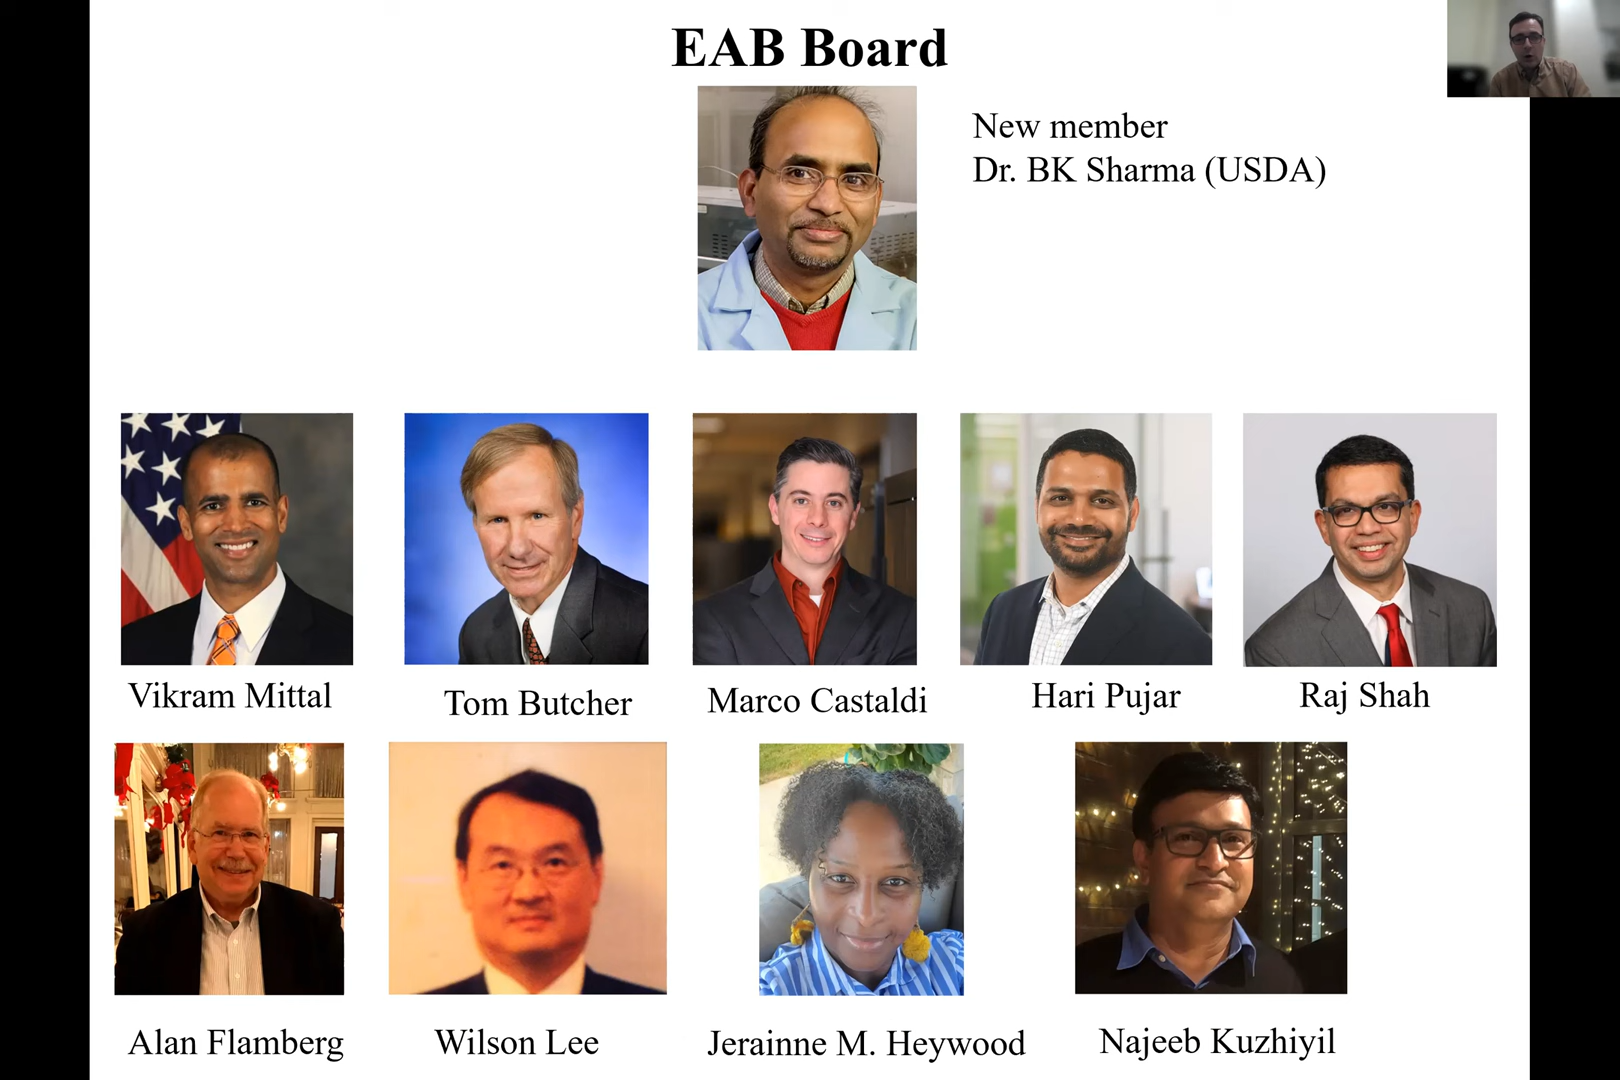 EAB Board
New member
Dr. BK Sharma (USDA)
Vikram Mittal
Tom Butcher
Marco Castaldi
Hari Pujar
Raj Shah
Alan Flamberg
Wilson Lee
Jerainne M. Heywood
Najeeb Kuzhiyil